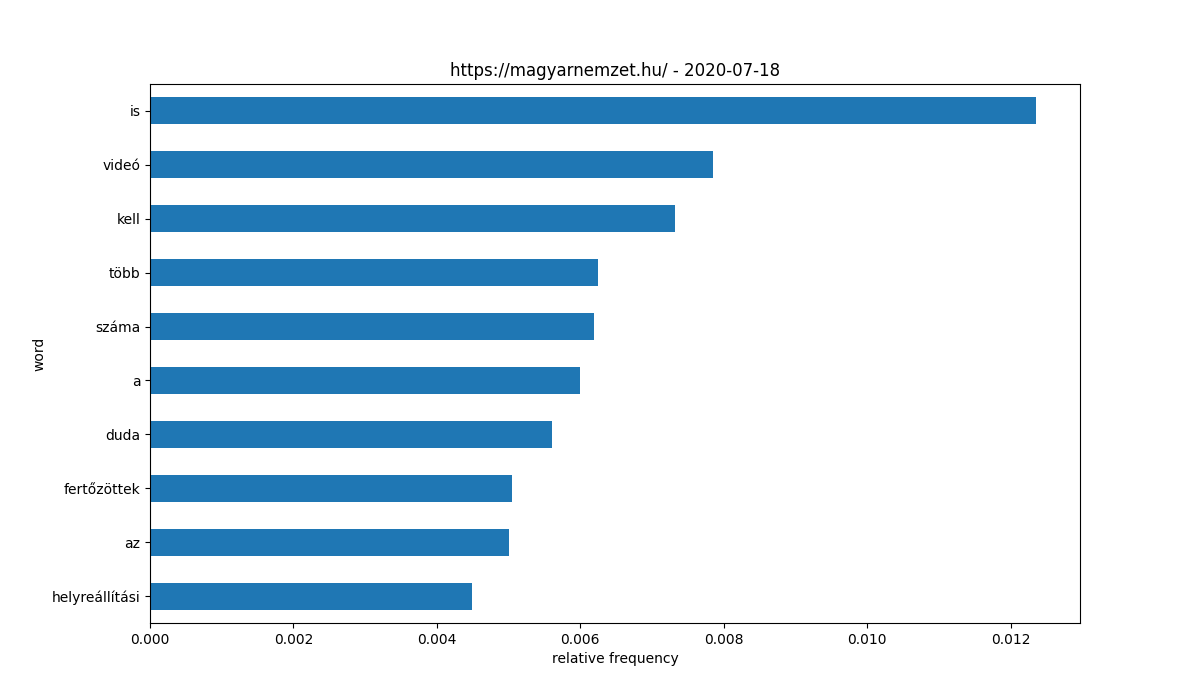 https://magyarnemzet.hu/ - 2020-07-18
is
videó
kell
több
száma
a
duda
fertőzöttek
az
helyreállítási
word
0.000 0.002 0.004 0.006 0.008 0.010 0.012
relative frequency